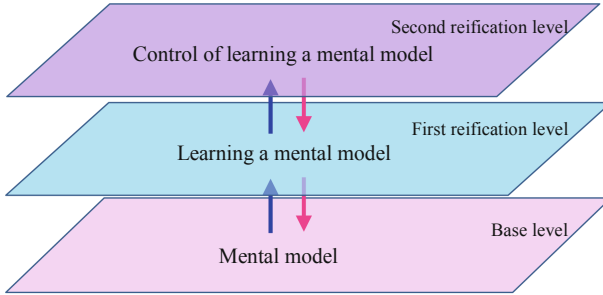 Second reification level
Control of learning a mental model
First reification level
Learning a mental model
Base level
Mental model